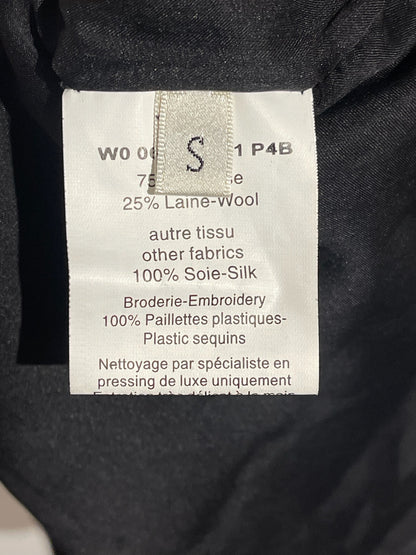 S
W0 06 1 P4B
75 e
25% Laine-Wool
autre tissu
other fabrics
100% Soie-Silk
Broderie-Embroidery
100% Paillettes plastiques-
Plastic sequins
Nettoyage par spécialiste en
pressing de luxe uniquement